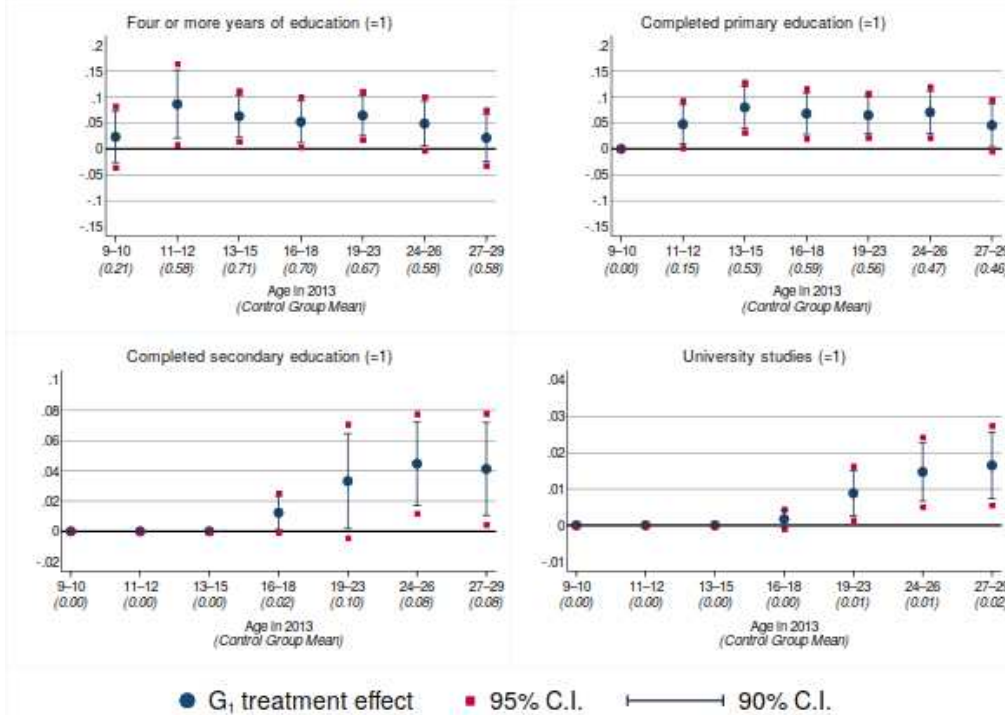 Four or more years of education (=1)
.2
.15
.1
.05
0
-.05
-.1
-.15
9–10 11–12 13–15 16–18 19–23 24–26 27–29
(0.21) (0.58) (0.71) (0.70) (0.67) (0.58) (0.58)
Age in 2013
(Control Group Mean)
Completed primary education (=1)
.2
.15
.1
.05
0
-.05
-.1
-.15
9–10 11–12 13–15 16–18 19–23 24–26 27–29
(0.00) (0.15) (0.53) (0.59) (0.56) (0.47) (0.46)
Age in 2013
(Control Group Mean)
Completed secondary education (=1)
.1
.08
.06
.04
.02
0
-.02
9–10 11–12 13–15 16–18 19–23 24–26 27–29
(0.00) (0.00) (0.00) (0.02) (0.10) (0.08) (0.08)
Age in 2013
(Control Group Mean)
University studies (=1)
.04
.03
.02
.01
0
-.01
9–10 11–12 13–15 16–18 19–23 24–26 27–29
(0.00) (0.00) (0.00) (0.00) (0.01) (0.01) (0.02)
Age in 2013
(Control Group Mean)
G₁ treatment effect 95% C.I. 90% C.I.